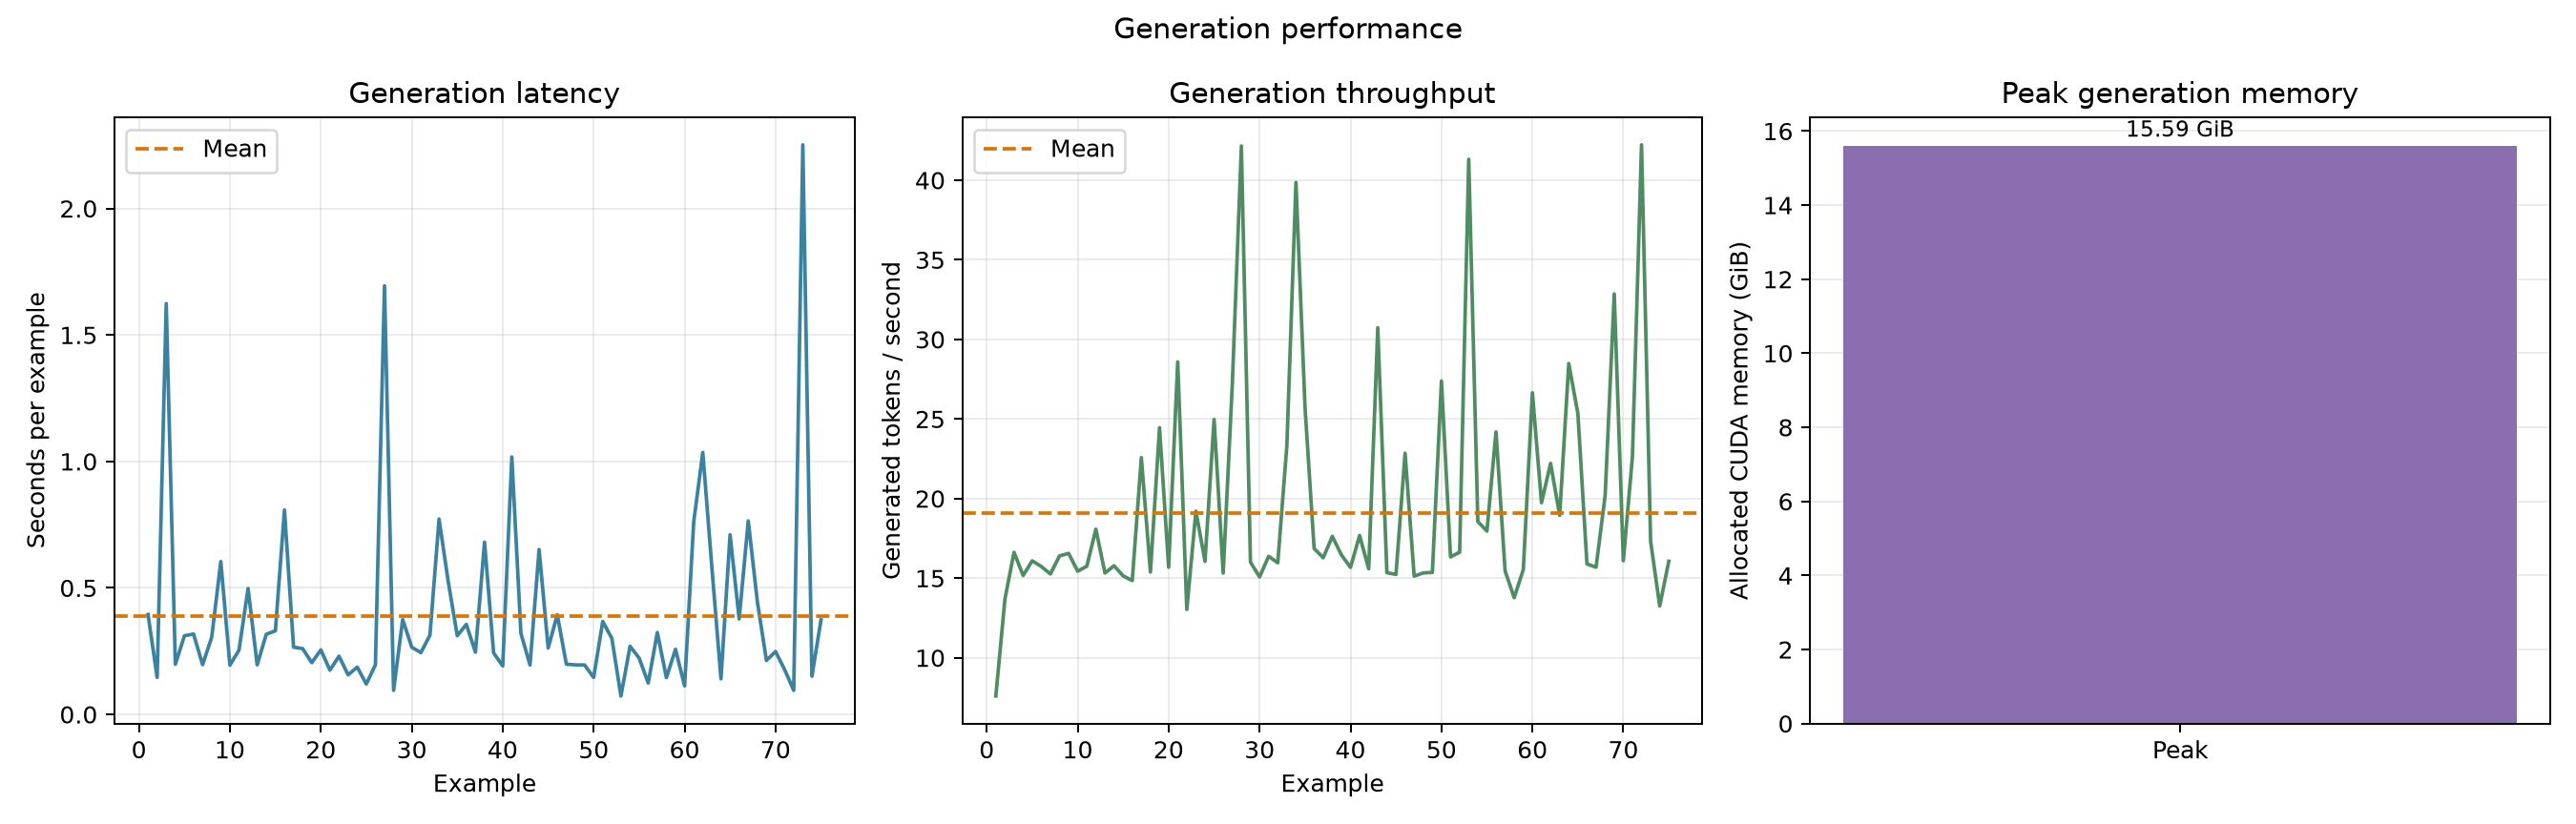 Generation performance
Generation latency
Mean
2.0
1.5
1.0
0.5
0.0
Seconds per example
0 10 20 30 40 50 60 70
Example
Generation throughput
Mean
40
35
30
25
20
15
10
Generated tokens / second
0 10 20 30 40 50 60 70
Example
Peak generation memory
15.59 GiB
16
14
12
10
8
6
4
2
0
Allocated CUDA memory (GiB)
Peak